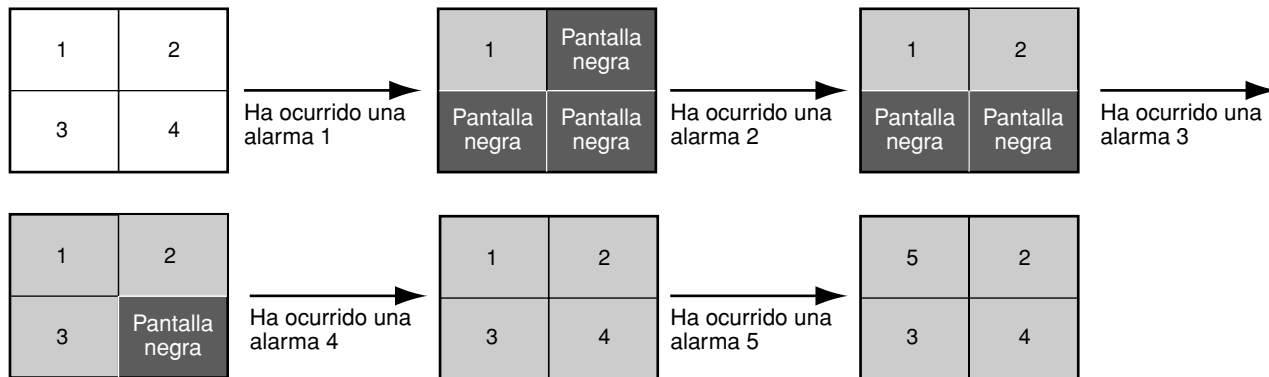 1 2
3 4
Ha ocurrido una
alarma 1
1 Pantalla
negra
Pantalla
negra
Pantalla
negra
Ha ocurrido una
alarma 2
1 2
Pantalla
negra
Pantalla
negra
Ha ocurrido una
alarma 3
1 2
3 Pantalla
negra
Ha ocurrido una
alarma 4
1 2
3 4
Ha ocurrido una
alarma 5
5 2
3 4